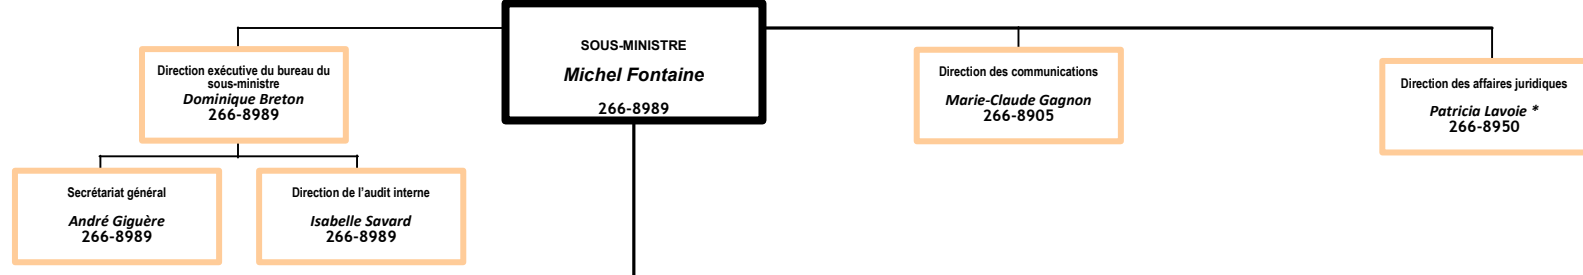 SOUS-MINISTRE
Michel Fontaine
266-8989
Direction exécutive du bureau du
sous-ministre
Dominique Breton
266-8989
Direction des communications
Marie-Claude Gagnon
266-8905
Direction des affaires juridiques
Patricia Lavoie *
266-8950
Secrétariat général
André Giguère
266-8989
Direction de l’audit interne
Isabelle Savard
266-8989